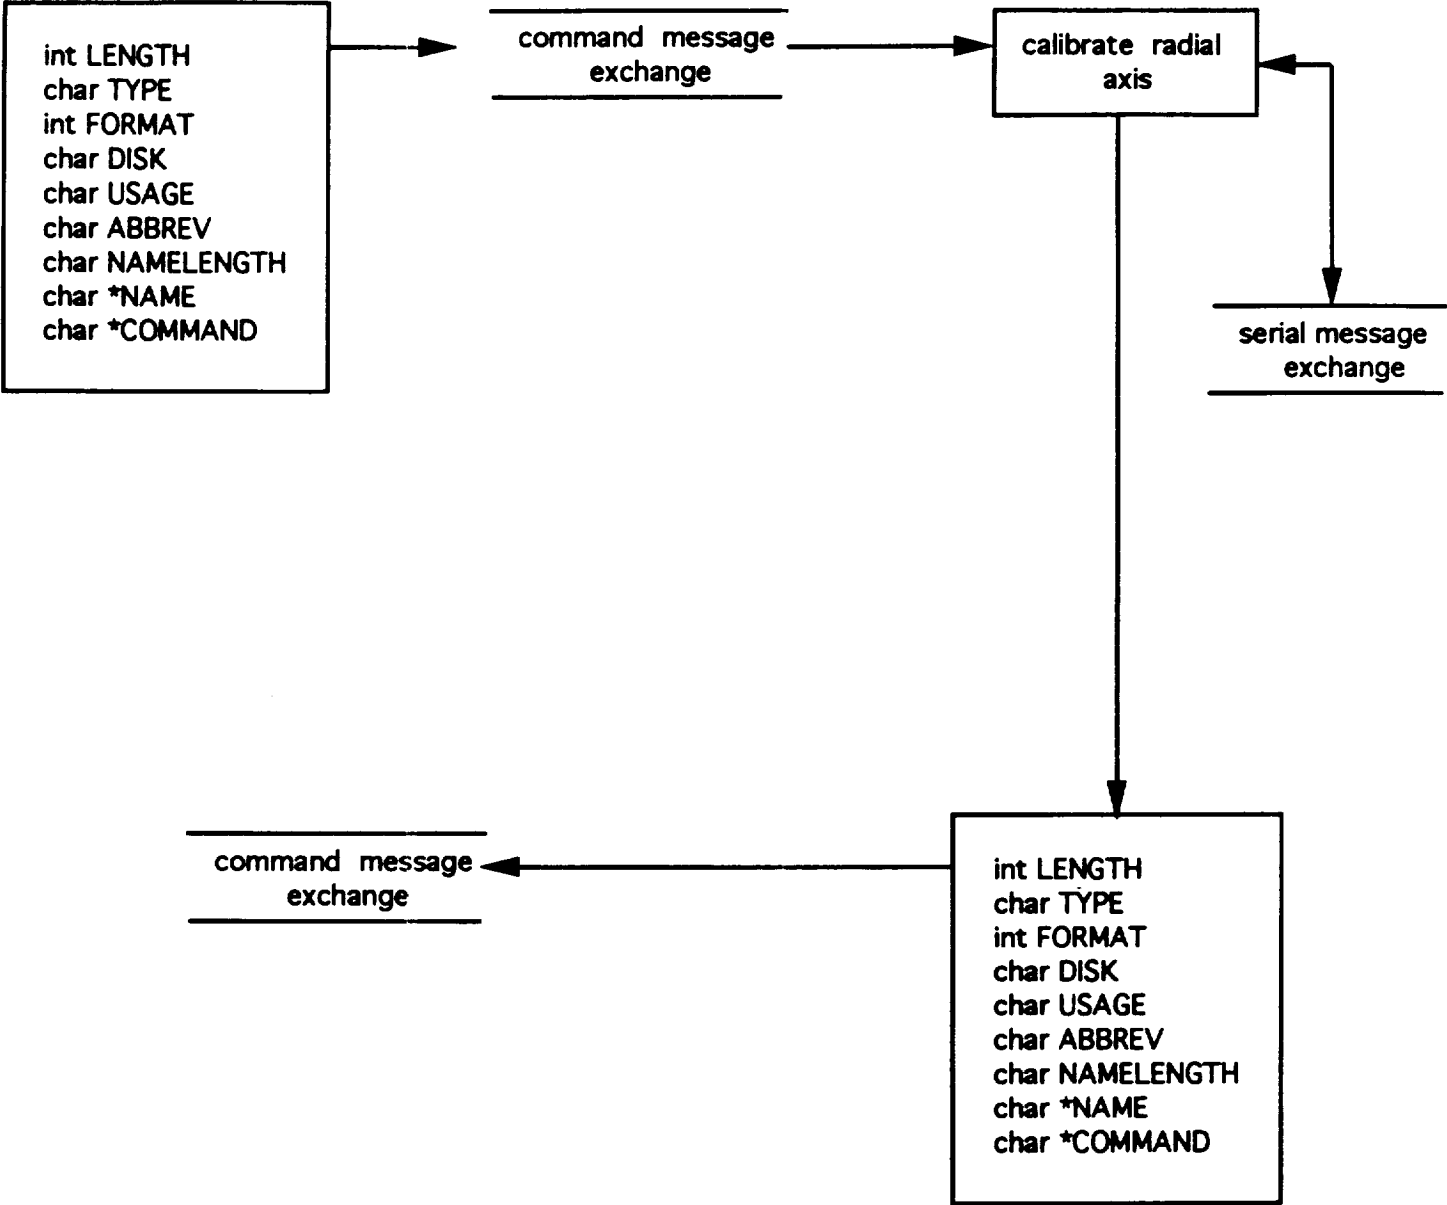 int LENGTH
char TYPE
int FORMAT
char DISK
char USAGE
char ABBREV
char NAMELENGTH
char *NAME
char *COMMAND
command message
exchange
calibrate radial
axis
serial message
exchange
command message
exchange
int LENGTH
char TYPE
int FORMAT
char DISK
char USAGE
char ABBREV
char NAMELENGTH
char *NAME
char *COMMAND